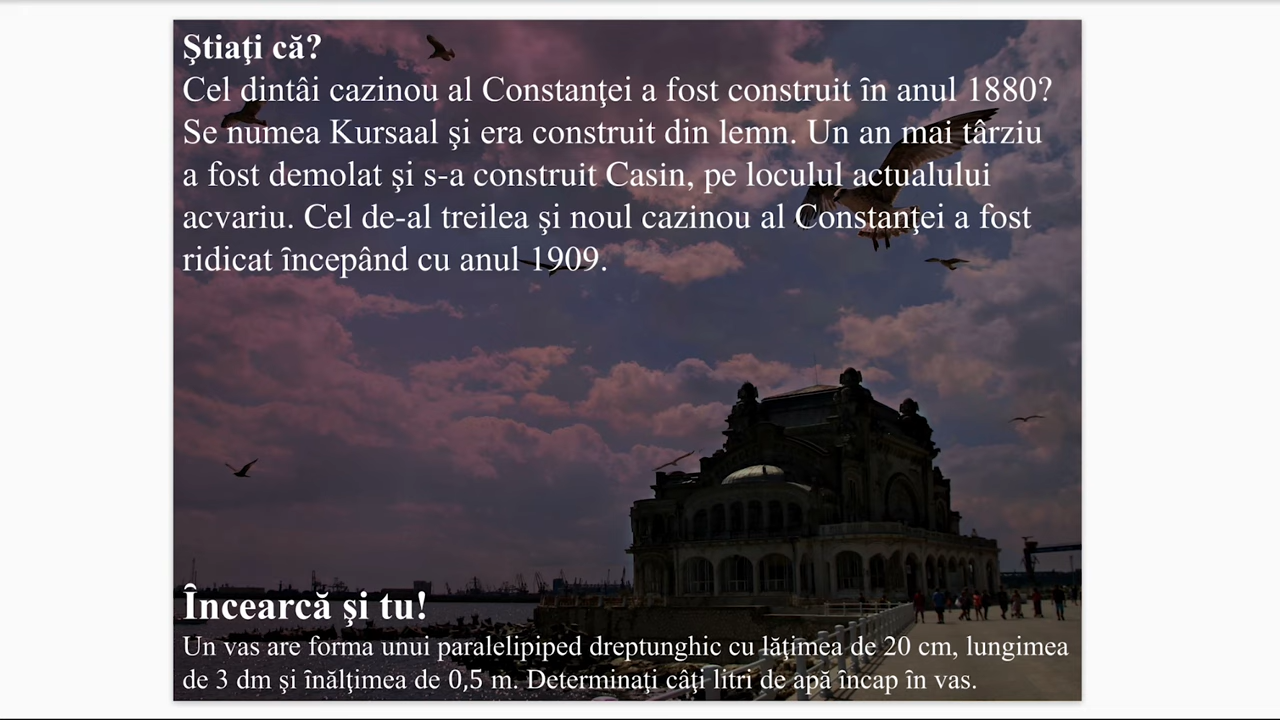 Ştiaţi că?
Cel dintâi cazinou al Constanţei a fost construit în anul 1880?
Se numea Kursaal şi era construit din lemn. Un an mai târziu
a fost demolat şi s-a construit Casin, pe loculul actualului
acvariu. Cel de-al treilea şi noul cazinou al Constanţei a fost
ridicat începând cu anul 1909.
Încearcă şi tu!
Un vas are forma unui paralelipiped dreptunghic cu lăţimea de 20 cm, lungimea
de 3 dm şi înălţimea de 0,5 m. Determinaţi câţi litri de apă încap în vas.